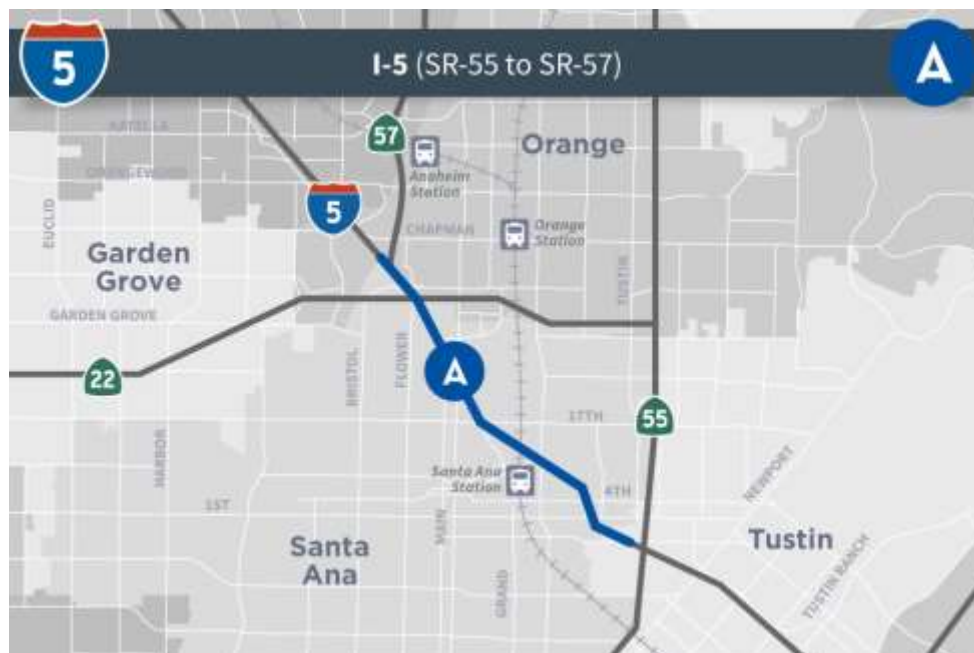 5
I-5 (SR-55 to SR-57)
A
KATELLA
57
Orange
Anaheim
Station
ORANGEWOOD
EUCLID
5
CHAPMAN
Orange
Station
Garden
Grove
TUSTIN
GARDEN GROVE
22
BRISTOL
FLOWER
A
17TH
55
HARBOR
Santa Ana
Station
NEWPORT
4TH
1ST
MAIN
Santa
Ana
Tustin
GRAND
TUSTIN RANCH